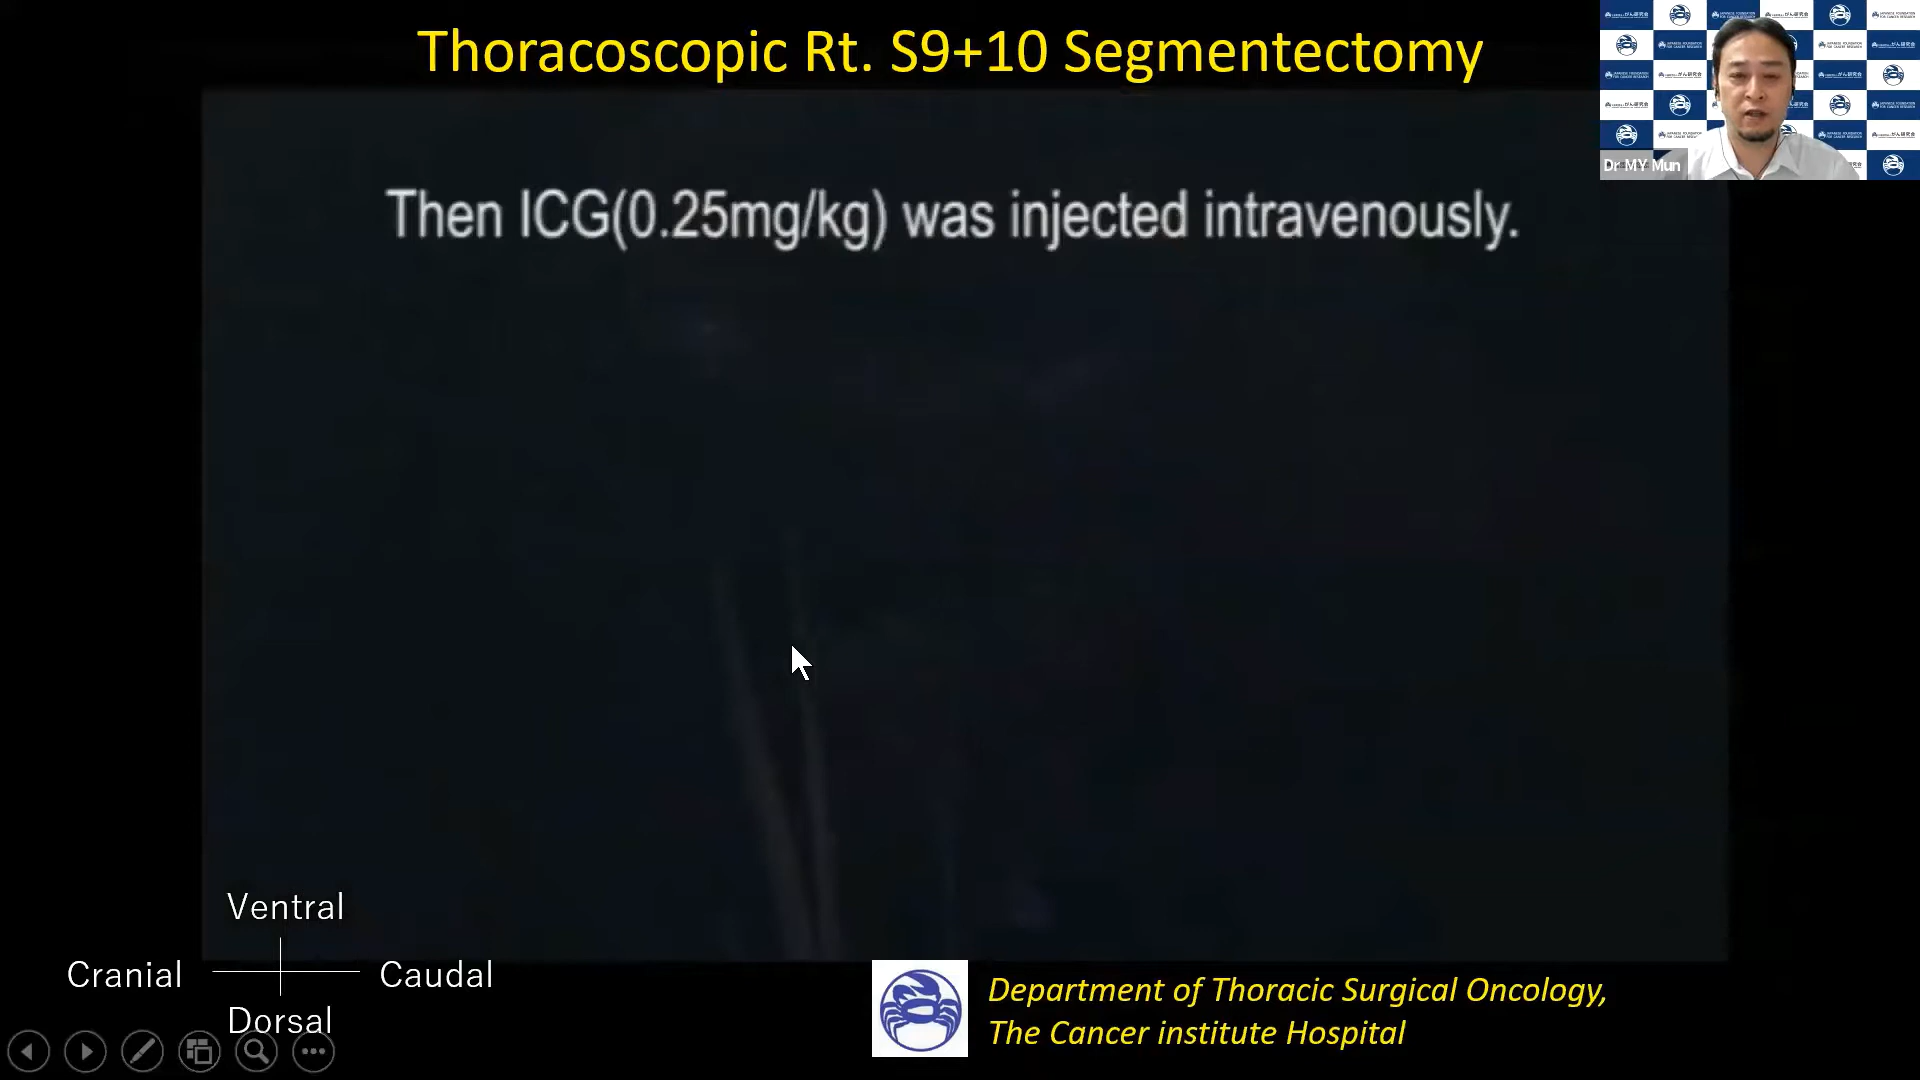 Thoracoscopic Rt. S9+10 Segmentectomy
Then ICG(0.25mg/kg) was injected intravenously.
Dr MY Mun
Ventral
Cranial
Caudal
Dorsal
Department of Thoracic Surgical Oncology,
The Cancer institute Hospital